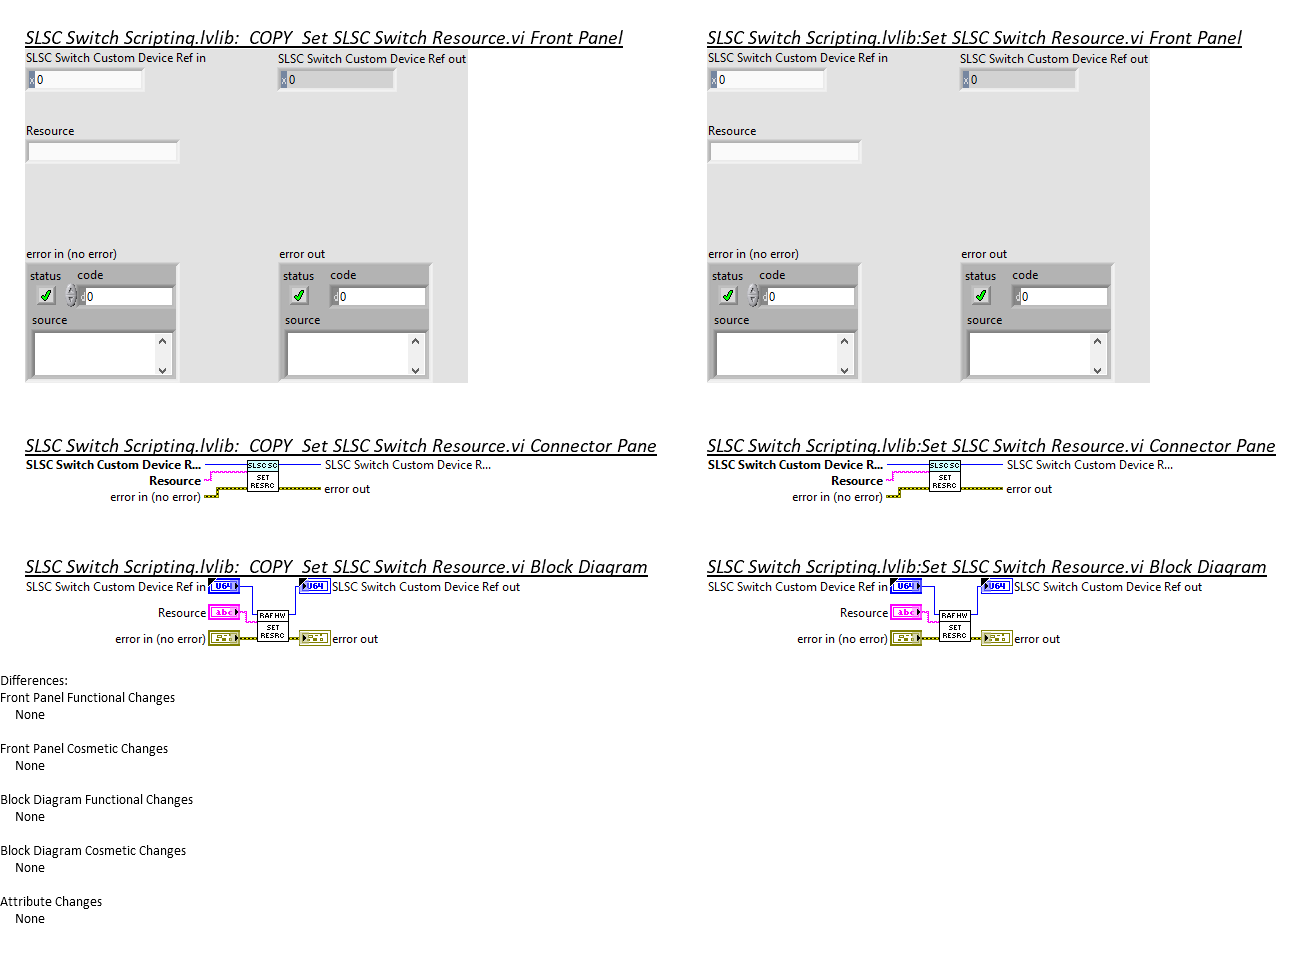 SLSC Switch Scripting.lvlib:_COPY_Set SLSC Switch Resource.vi Front Panel
SLSC Switch Custom Device Ref in
SLSC Switch Custom Device Ref out
x 0
x 0
Resource
error in (no error)
error out
status
code
status
code
d 0
d 0
source
source
SLSC Switch Scripting.lvlib:Set SLSC Switch Resource.vi Front Panel
SLSC Switch Custom Device Ref in
SLSC Switch Custom Device Ref out
x 0
x 0
Resource
error in (no error)
error out
status
code
status
code
d 0
d 0
source
source
SLSC Switch Scripting.lvlib:_COPY_Set SLSC Switch Resource.vi Connector Pane
SLSC Switch Custom Device R...
SLSC SC
SLSC Switch Custom Device R...
Resource
SET
RESRC
error in (no error)
error out
SLSC Switch Scripting.lvlib:Set SLSC Switch Resource.vi Connector Pane
SLSC Switch Custom Device R...
SLSC SC
SLSC Switch Custom Device R...
Resource
SET
RESRC
error in (no error)
error out
SLSC Switch Scripting.lvlib:_COPY_Set SLSC Switch Resource.vi Block Diagram
SLSC Switch Custom Device Ref in
U64
U64
SLSC Switch Custom Device Ref out
Resource
abc
RAF HW
SET
RESRC
error in (no error)
error out
SLSC Switch Scripting.lvlib:Set SLSC Switch Resource.vi Block Diagram
SLSC Switch Custom Device Ref in
U64
U64
SLSC Switch Custom Device Ref out
Resource
abc
RAF HW
SET
RESRC
error in (no error)
error out
Differences:
Front Panel Functional Changes
None
Front Panel Cosmetic Changes
None
Block Diagram Functional Changes
None
Block Diagram Cosmetic Changes
None
Attribute Changes
None